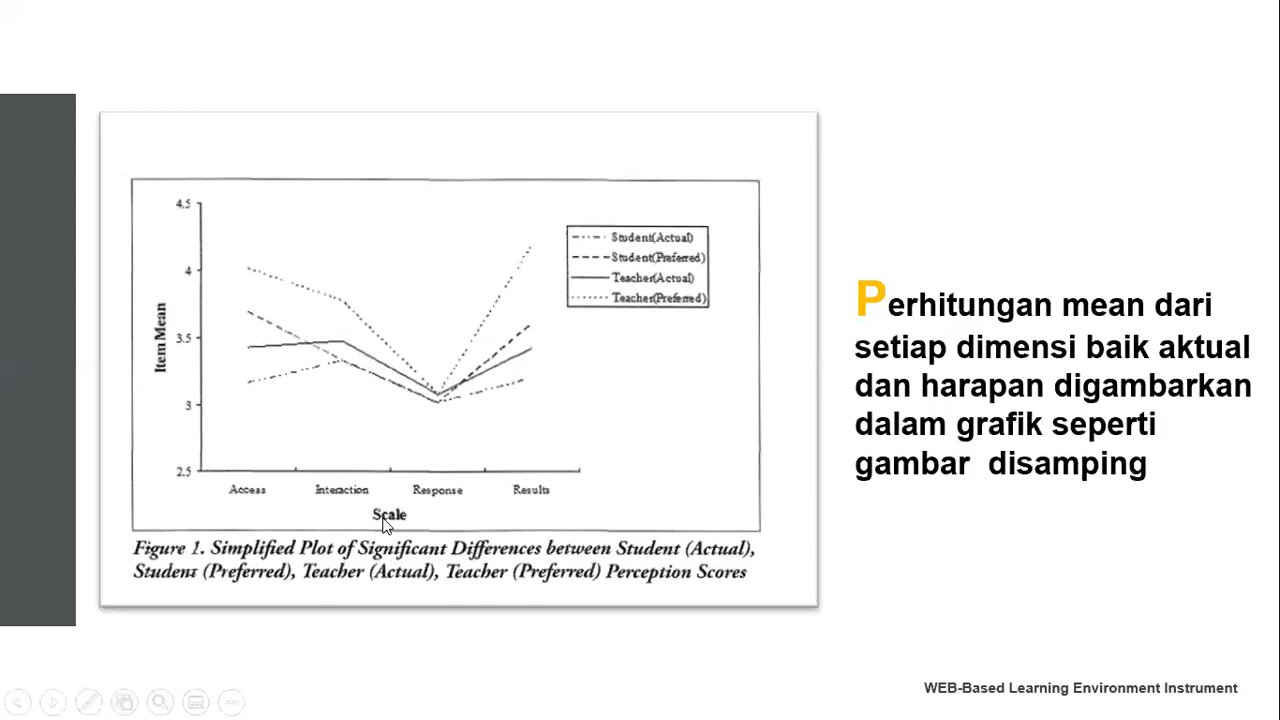 4.5
4
3.5
3
2.5
Item Mean
Access Interaction Response Results
Scale
Student(Actual)
Student(Preferred)
Teacher(Actual)
Teacher(Preferred)
Figure 1. Simplified Plot of Significant Differences between Student (Actual),
Student (Preferred), Teacher (Actual), Teacher (Preferred) Perception Scores
Perhitungan mean dari
setiap dimensi baik aktual
dan harapan digambarkan
dalam grafik seperti
gambar disamping
WEB-Based Learning Environment Instrument